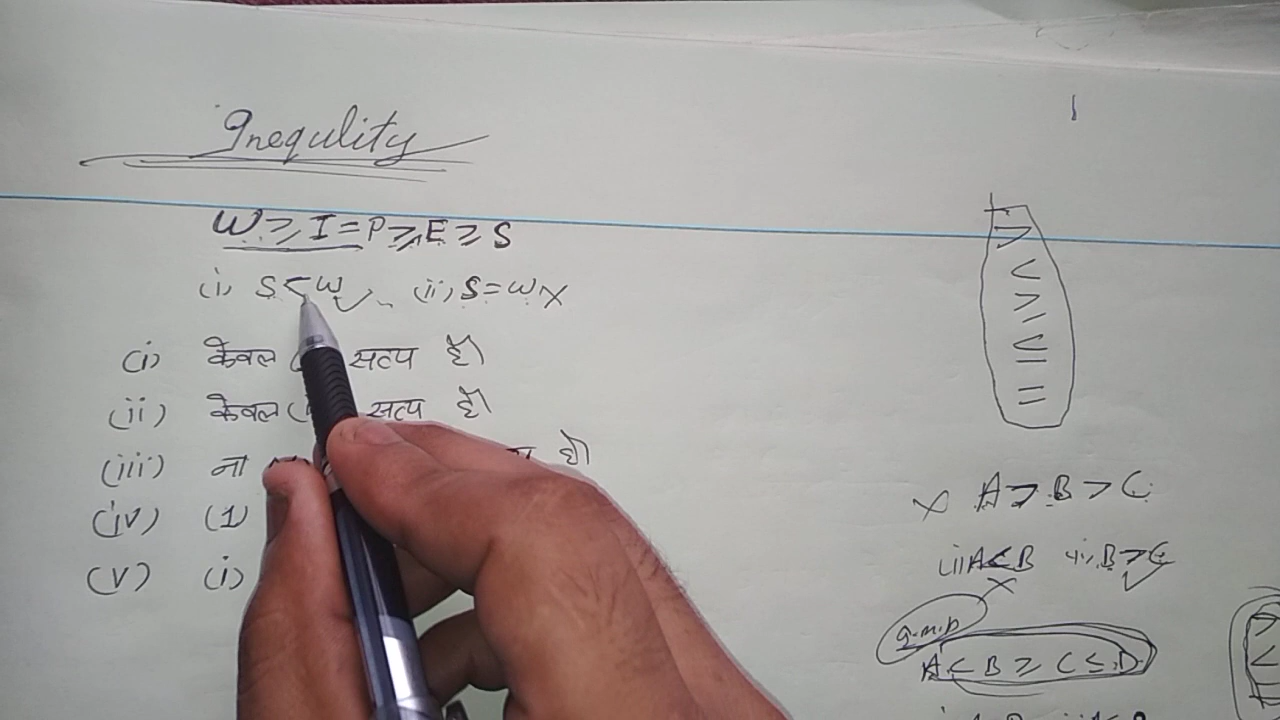 Inequlity
W ≥ I = P ≥ E ≥ S
(i) S < W ✓ (ii) S = W ×
(i) केवल सत्य है।
(ii) केवल सत्य है।
(iii) ना है।
(iv) (1)
(v) (i)
>
<
≥
≤
=
× A > B > C
(i) A < B (ii) B > C
A < B ≥ C ≤ D
>
<